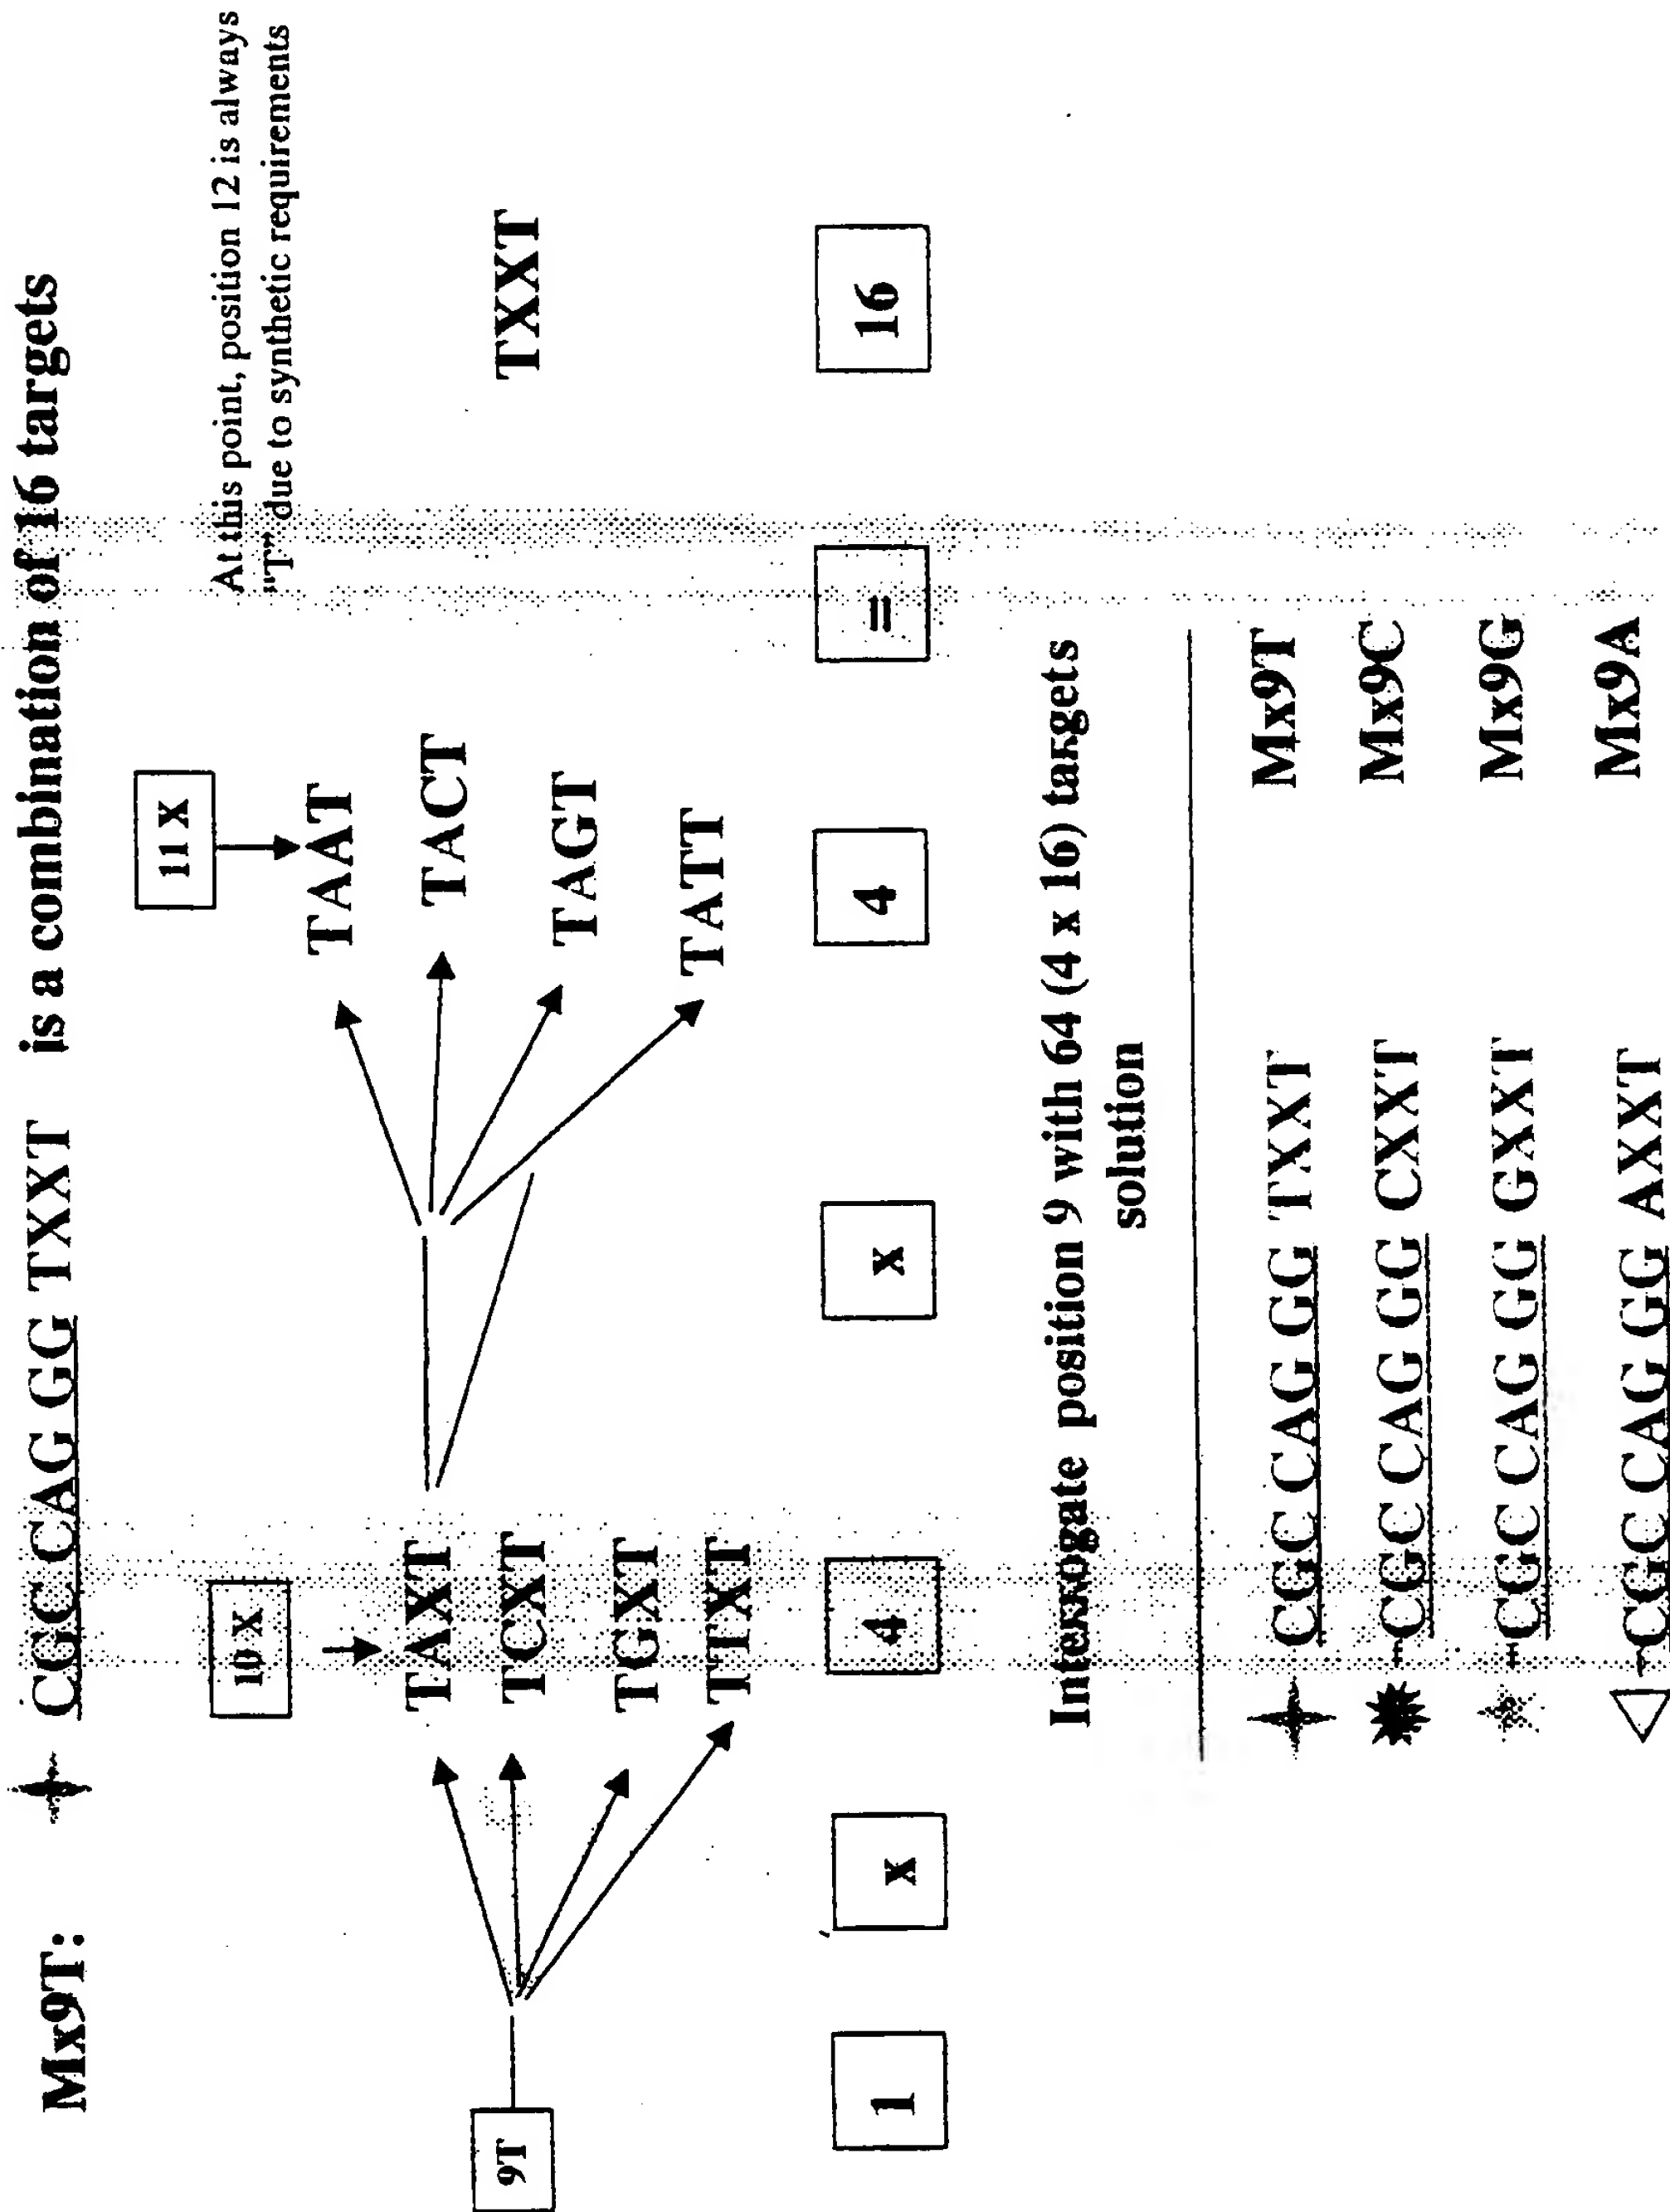 Mx9T: CGC CAG GG TXXT is a combination of 16 targets
At this point, position 12 is always
"T" due to synthetic requirements
10 X
11 X
9T
TAXT
TCXT
TGXT
TTXT
TAAT
TACT
TAGT
TATT
TXXT
1 x 4 x 4 = 16
Interrogate position 9 with 64 (4 x 16) targets
solution
CGC CAG GG TXXT Mx9T
CGC CAG GG CXXT Mx9C
CGC CAG GG GXXT Mx9G
CGC CAG GG AXXT Mx9A